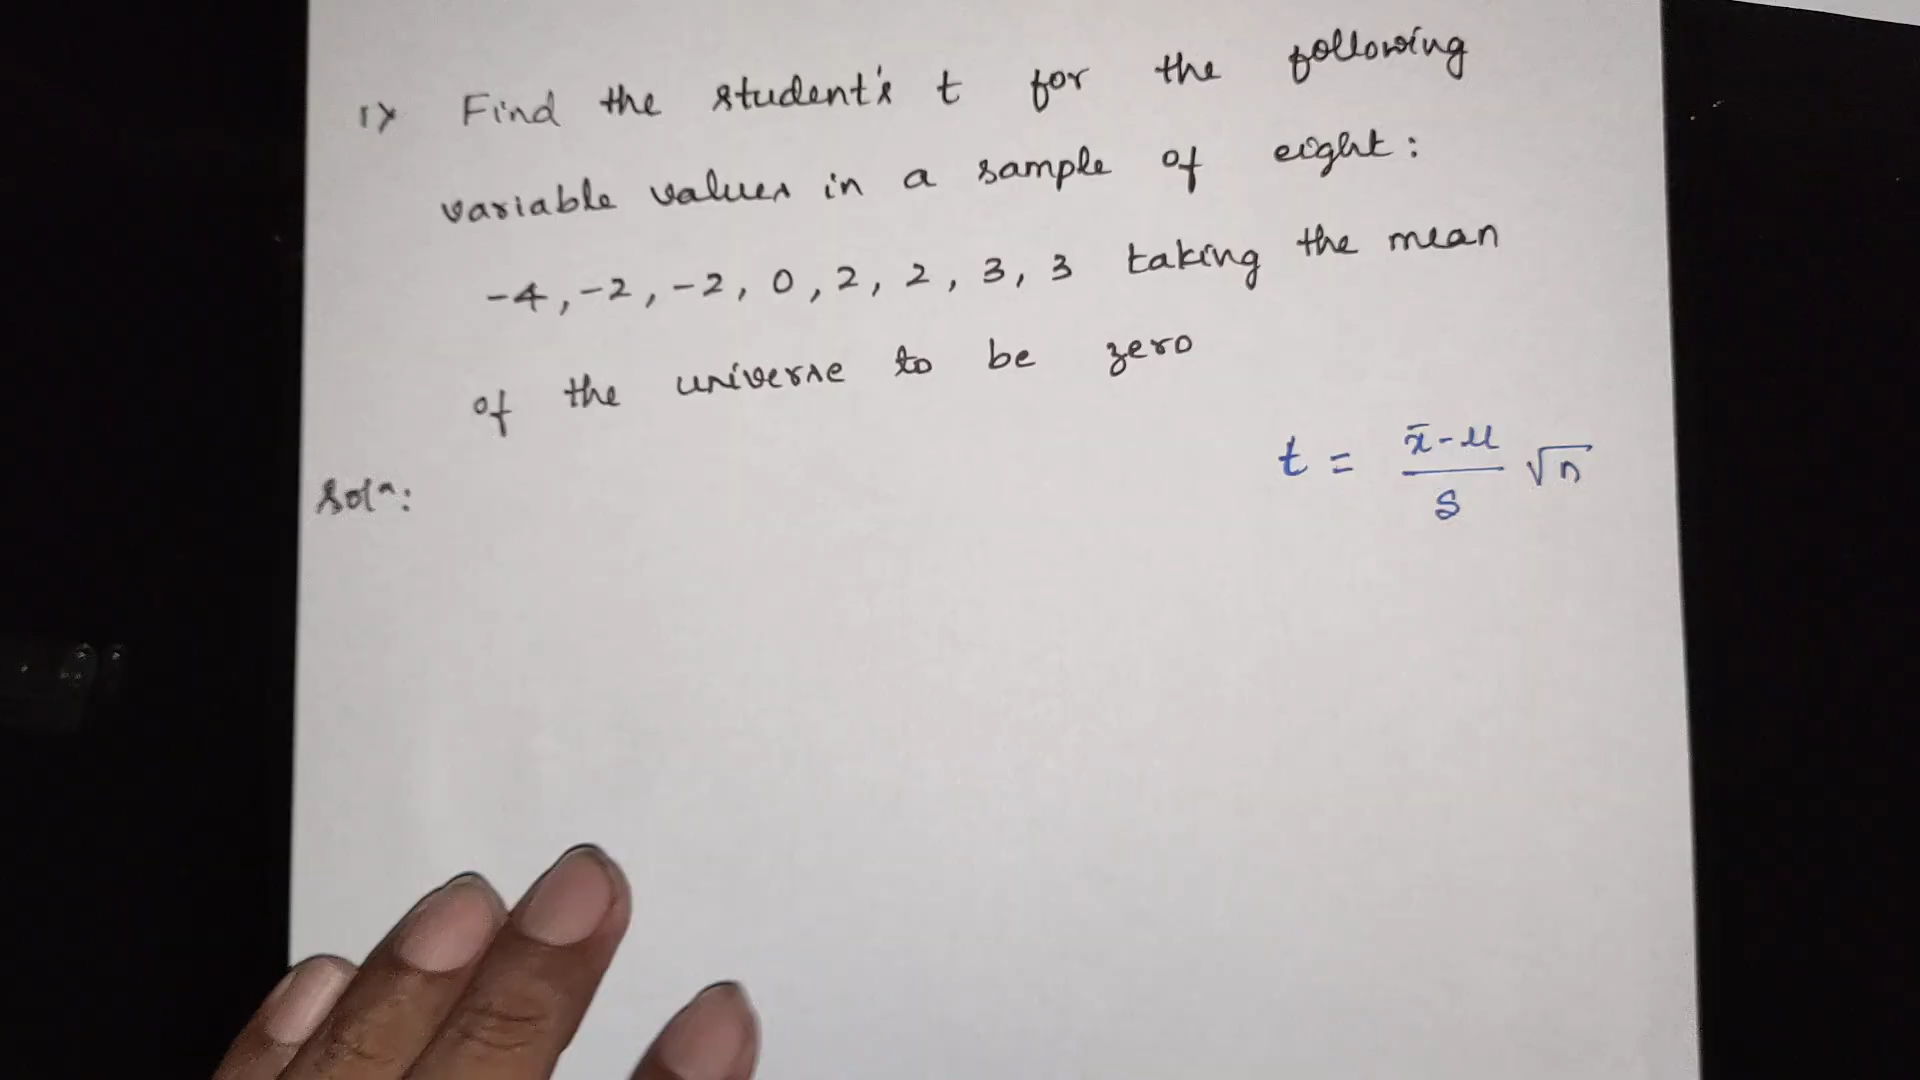 1) Find the student's t for the following
variable values in a sample of eight:
-4, -2, -2, 0, 2, 2, 3, 3 taking the mean
of the universe to be zero
t = x̄-μ/s √n
Solⁿ: